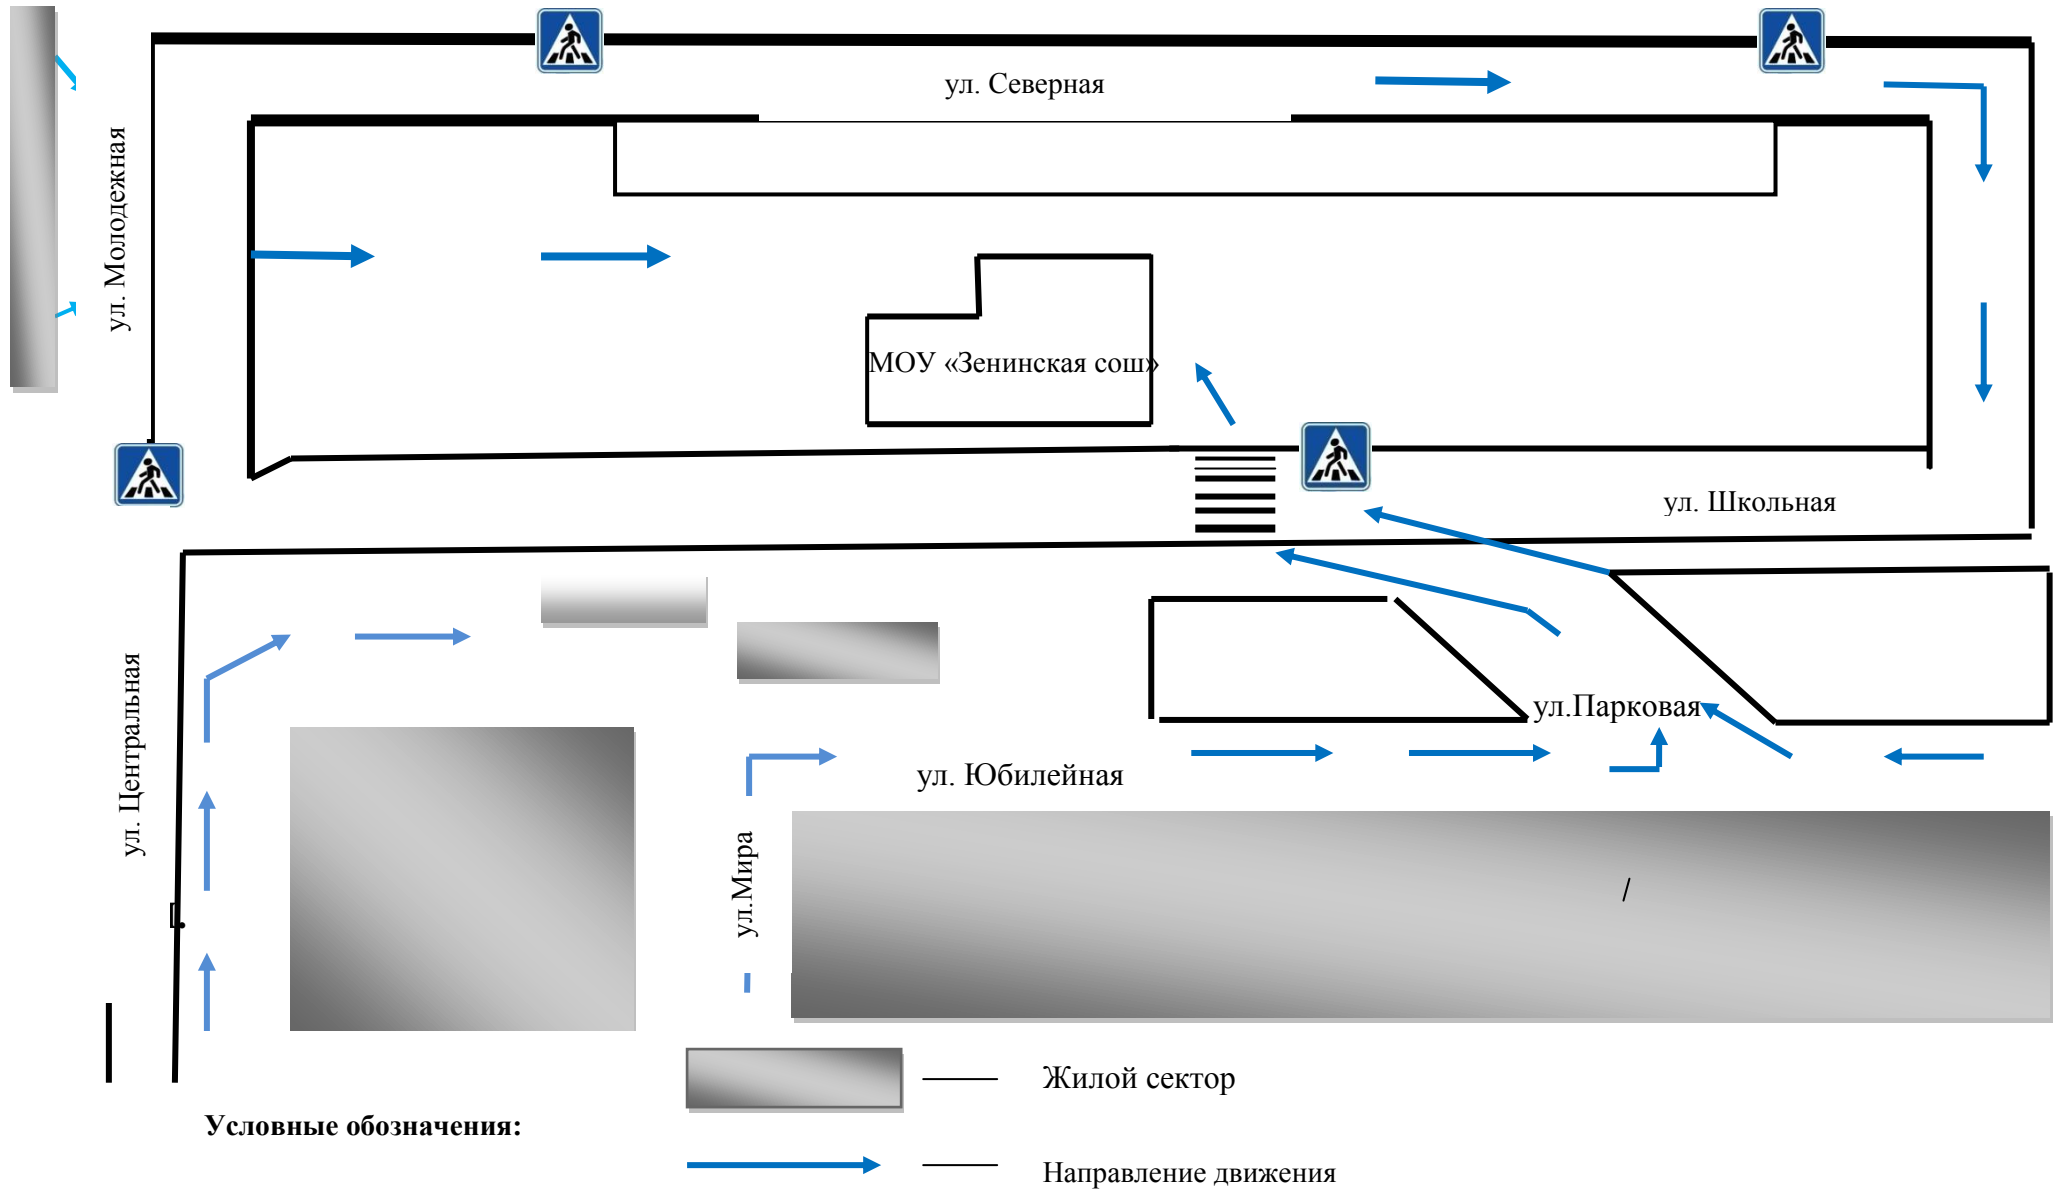 ул. Северная
ул. Молодежная
МОУ «Зенинская сош»
ул. Школьная
ул. Центральная
ул.Парковая
ул. Юбилейная
ул.Мира
/
Жилой сектор
Условные обозначения:
Направление движения